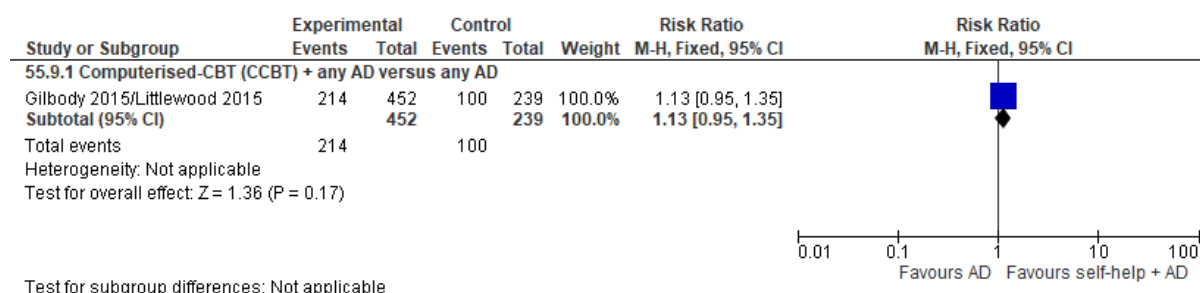 Experimental Control Risk Ratio Risk Ratio
Study or Subgroup Events Total Events Total Weight M-H, Fixed, 95% CI M-H, Fixed, 95% CI
55.9.1 Computerised-CBT (CCBT) + any AD versus any AD
Gilbody 2015/Littlewood 2015 214 452 100 239 100.0% 1.13 [0.95, 1.35]
Subtotal (95% CI) 452 239 100.0% 1.13 [0.95, 1.35]
Total events 214 100
Heterogeneity: Not applicable
Test for overall effect: Z = 1.36 (P = 0.17)
0.01 0.1 1 10 100
Favours AD Favours self-help + AD
Test for subgroup differences: Not applicable